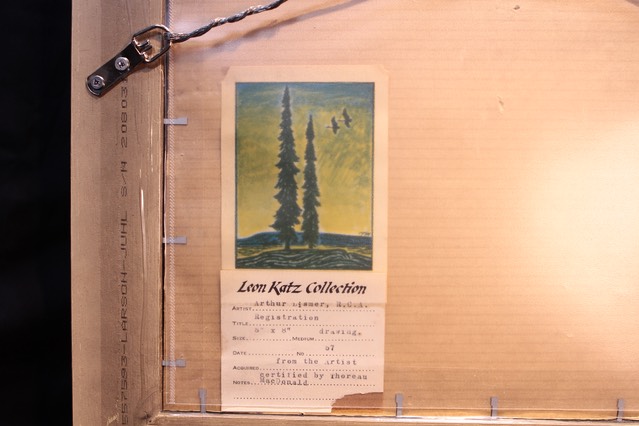 Leon Katz Collection
ARTIST Arthur Lismer, R.C.A.
TITLE Registration
SIZE 5" x 8" MEDIUM drawing.
DATE NO 57
ACQUIRED from the Artist
NOTES certified by Thoreau
MacDonald
657593-LARSON-JUHL S/N 20803